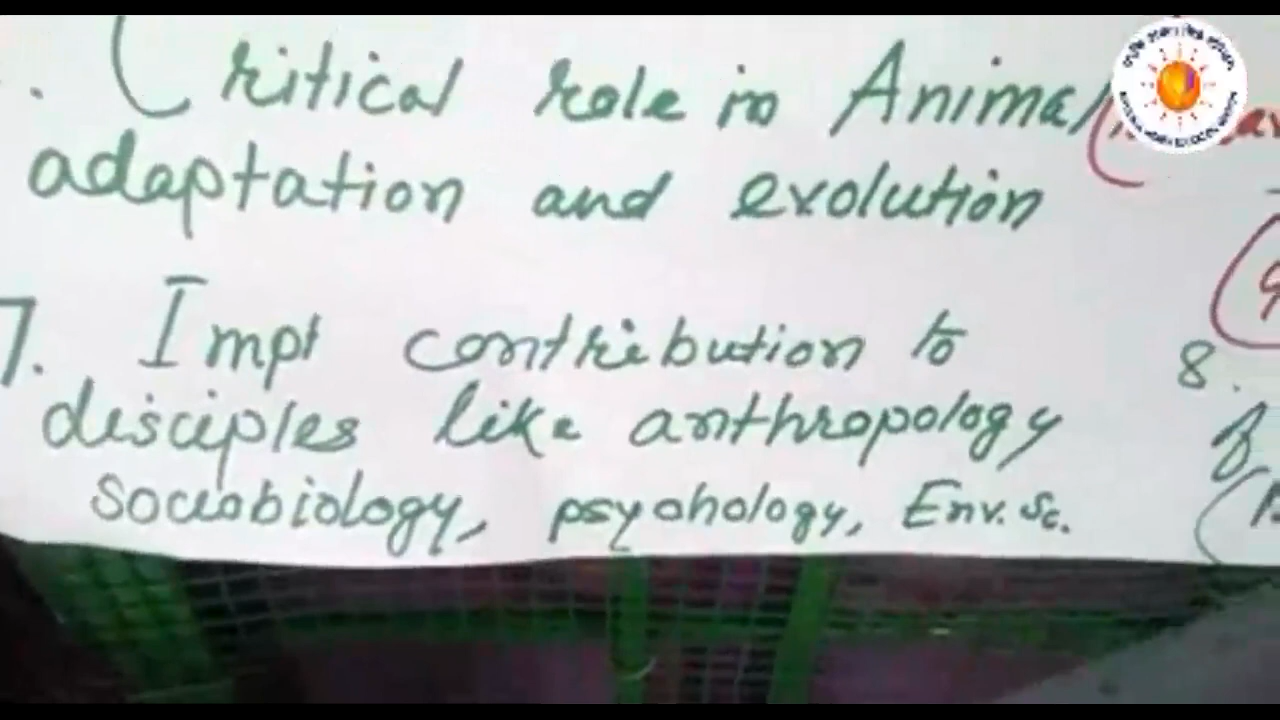 . Critical role in Animal
adaptation and evolution
7. Impt contribution to
disciples like anthropology
sociobiology, psychology, Env. Sc.
8.